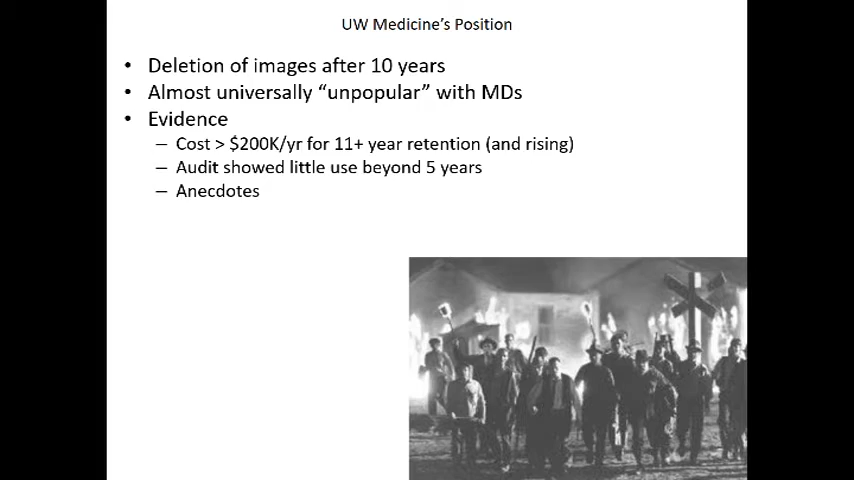 UW Medicine's Position
• Deletion of images after 10 years
• Almost universally “unpopular” with MDs
• Evidence
– Cost > $200K/yr for 11+ year retention (and rising)
– Audit showed little use beyond 5 years
– Anecdotes